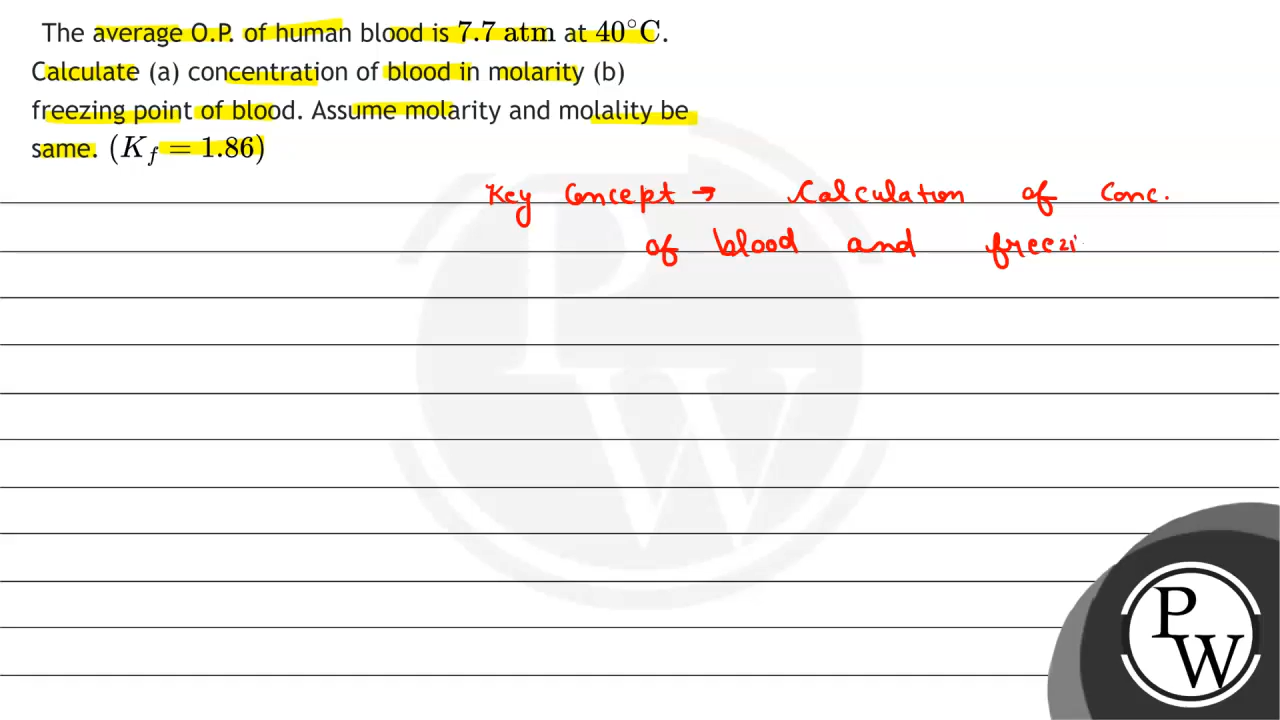 The average O.P. of human blood is 7.7 atm at 40°C.
Calculate (a) concentration of blood in molarity (b)
freezing point of blood. Assume molarity and molality be
same. (K_f = 1.86)
Key Concept → Calculation of Conc.
of blood and freezi
PW
PW